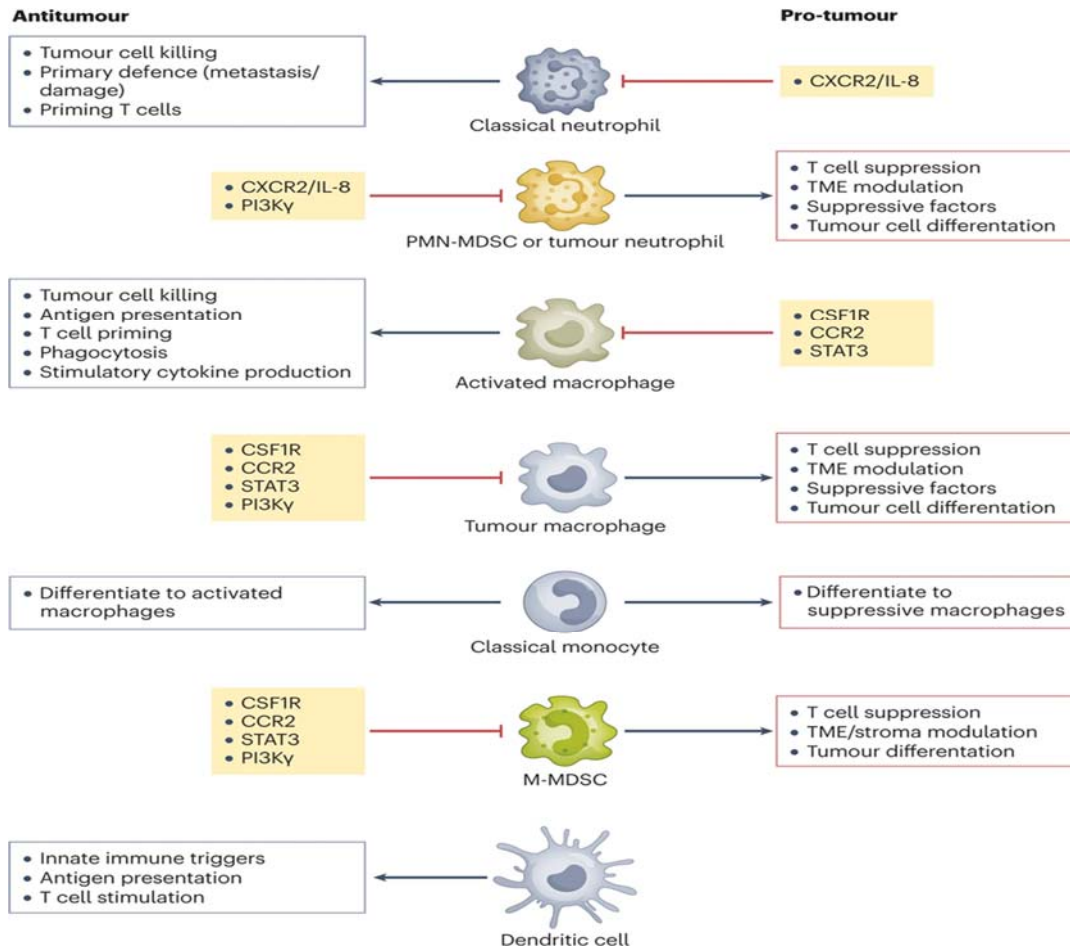 Antitumour
Pro-tumour
• Tumour cell killing
• Primary defence (metastasis/
damage)
• Priming T cells
Classical neutrophil
• CXCR2/IL-8
• CXCR2/IL-8
• PI3Kγ
PMN-MDSC or tumour neutrophil
• T cell suppression
• TME modulation
• Suppressive factors
• Tumour cell differentation
• Tumour cell killing
• Antigen presentation
• T cell priming
• Phagocytosis
• Stimulatory cytokine production
Activated macrophage
• CSF1R
• CCR2
• STAT3
• CSF1R
• CCR2
• STAT3
• PI3Kγ
Tumour macrophage
• T cell suppression
• TME modulation
• Suppressive factors
• Tumour cell differentation
• Differentiate to activated
macrophages
Classical monocyte
• Differentiate to
suppressive macrophages
• CSF1R
• CCR2
• STAT3
• PI3Kγ
M-MDSC
• T cell suppression
• TME/stroma modulation
• Tumour differentation
• Innate immune triggers
• Antigen presentation
• T cell stimulation
Dendritic cell